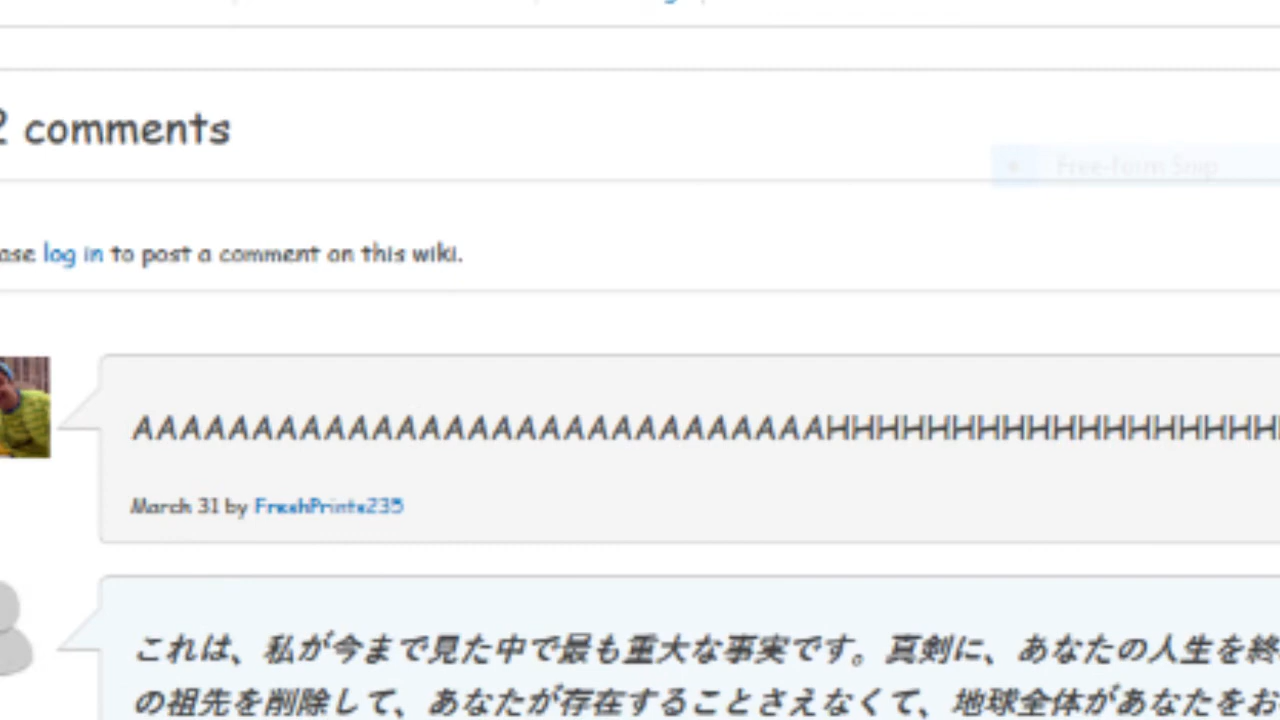 2 comments
Free-form Snip
ase log in to post a comment on this wiki.
AAAAAAAAAAAAAAAAAAAAAAAAAAAAAHHHHHHHHHHHHHHHHHH
March 31 by FreshPrints235
これは、私が今まで見た中で最も重大な事実です。真剣に、あなたの人生を終
の祖先を削除して、あなたが存在することさえなくて、地球全体があなたをお